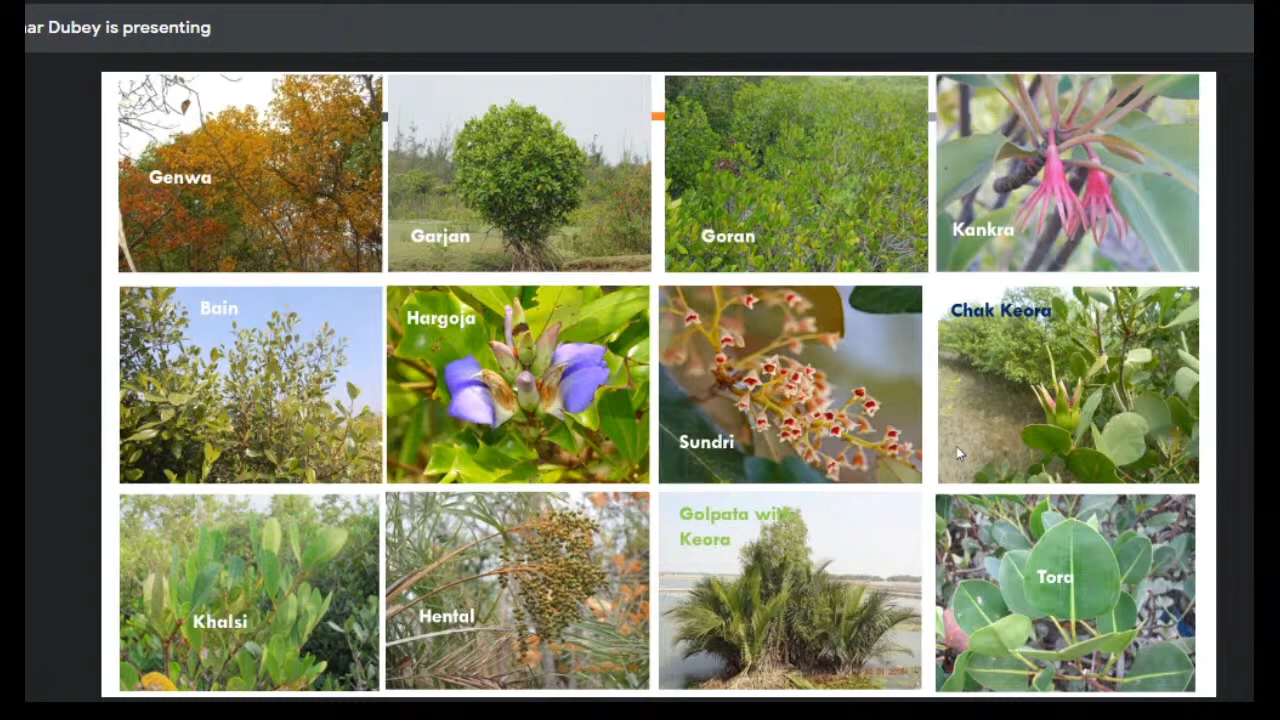 ar Dubey is presenting
Genwa
Garjan
Goran
Kankra
Bain
Hargoja
Sundri
Chak Keora
Khalsi
Hental
Golpata with
Keora
Tora